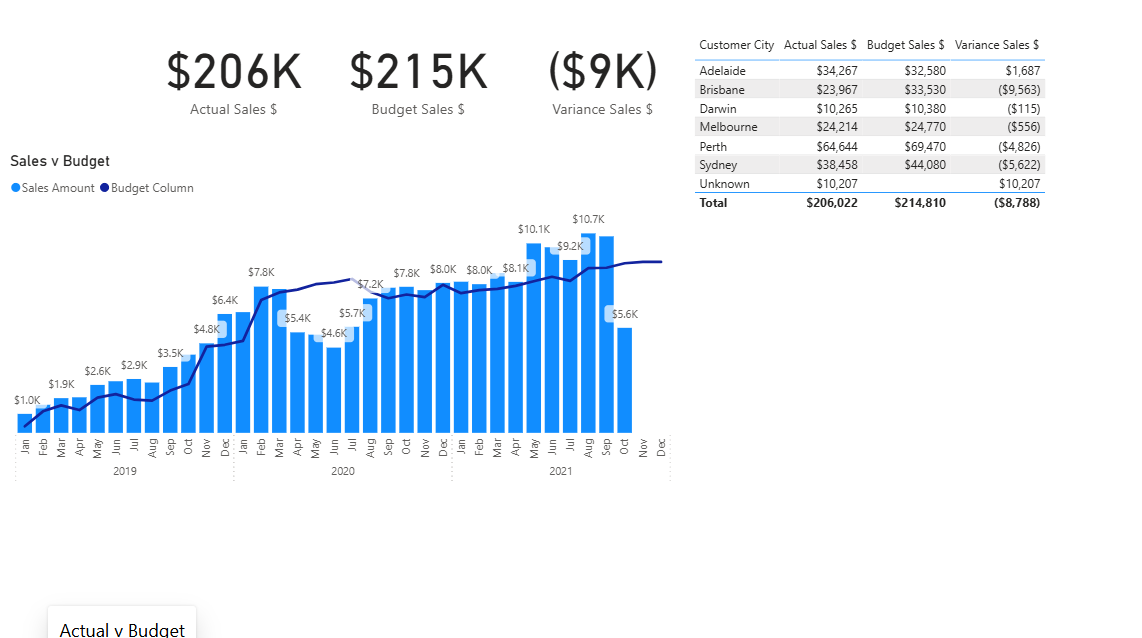 $206K $215K ($9K)
Actual Sales $ Budget Sales $ Variance Sales $
Customer City Actual Sales $ Budget Sales $ Variance Sales $
Adelaide $34,267 $32,580 $1,687
Brisbane $23,967 $33,530 ($9,563)
Darwin $10,265 $10,380 ($115)
Melbourne $24,214 $24,770 ($556)
Perth $64,644 $69,470 ($4,826)
Sydney $38,458 $44,080 ($5,622)
Unknown $10,207 $10,207
Total $206,022 $214,810 ($8,788)
Sales v Budget
Sales Amount Budget Column
$1.0K $1.9K $2.6K $2.9K $3.5K $4.8K $6.4K $7.8K $5.4K $4.6K $5.7K $7.2K $7.8K $8.0K $8.0K $8.1K $10.1K $9.2K $10.7K $5.6K
Jan Feb Mar Apr May Jun Jul Aug Sep Oct Nov Dec Jan Feb Mar Apr May Jun Jul Aug Sep Oct Nov Dec Jan Feb Mar Apr May Jun Jul Aug Sep Oct Nov Dec
2019 2020 2021
Actual v Budget